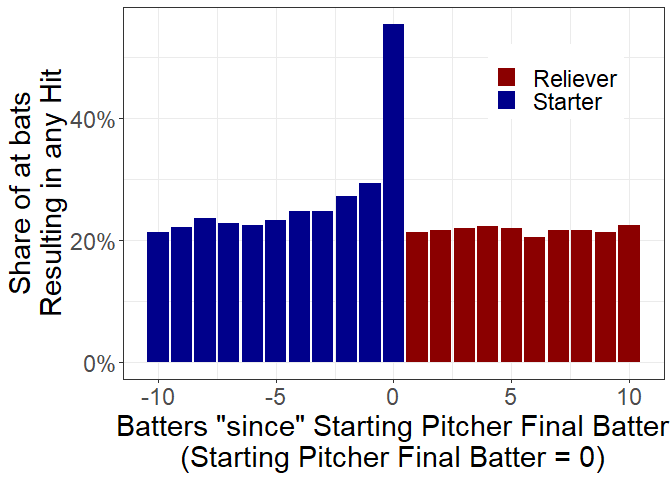 Share of at bats
Resulting in any Hit
40%
20%
0%
Reliever
Starter
-10
-5
0
5
10
Batters "since" Starting Pitcher Final Batter
(Starting Pitcher Final Batter = 0)